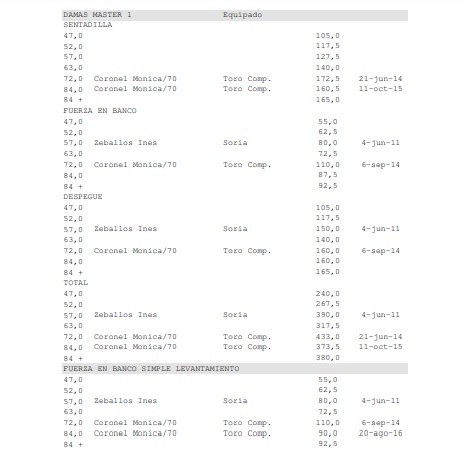 DAMAS MASTER 1 Equipado
SENTADILLA
47,0 105,0
52,0 117,5
57,0 127,5
63,0 140,0
72,0 Coronel Monica/70 Toro Comp. 172,5 21-jun-14
84,0 Coronel Monica/70 Toro Comp. 160,5 11-oct-15
84 + 165,0
FUERZA EN BANCO
47,0 55,0
52,0 62,5
57,0 Zeballos Ines Soria 80,0 4-jun-11
63,0 72,5
72,0 Coronel Monica/70 Toro Comp. 110,0 6-sep-14
84,0 87,5
84 + 92,5
DESPEGUE
47,0 105,0
52,0 117,5
57,0 Zeballos Ines Soria 150,0 4-jun-11
63,0 140,0
72,0 Coronel Monica/70 Toro Comp. 160,0 6-sep-14
84,0 160,0
84 + 165,0
TOTAL
47,0 240,0
52,0 267,5
57,0 Zeballos Ines Soria 390,0 4-jun-11
63,0 317,5
72,0 Coronel Monica/70 Toro Comp. 433,0 21-jun-14
84,0 Coronel Monica/70 Toro Comp. 373,5 11-oct-15
84 + 380,0
FUERZA EN BANCO SIMPLE LEVANTAMIENTO
47,0 55,0
52,0 62,5
57,0 Zeballos Ines Soria 80,0 4-jun-11
63,0 72,5
72,0 Coronel Monica/70 Toro Comp. 110,0 6-sep-14
84,0 Coronel Monica/70 Toro Comp. 90,0 20-ago-16
84 + 92,5